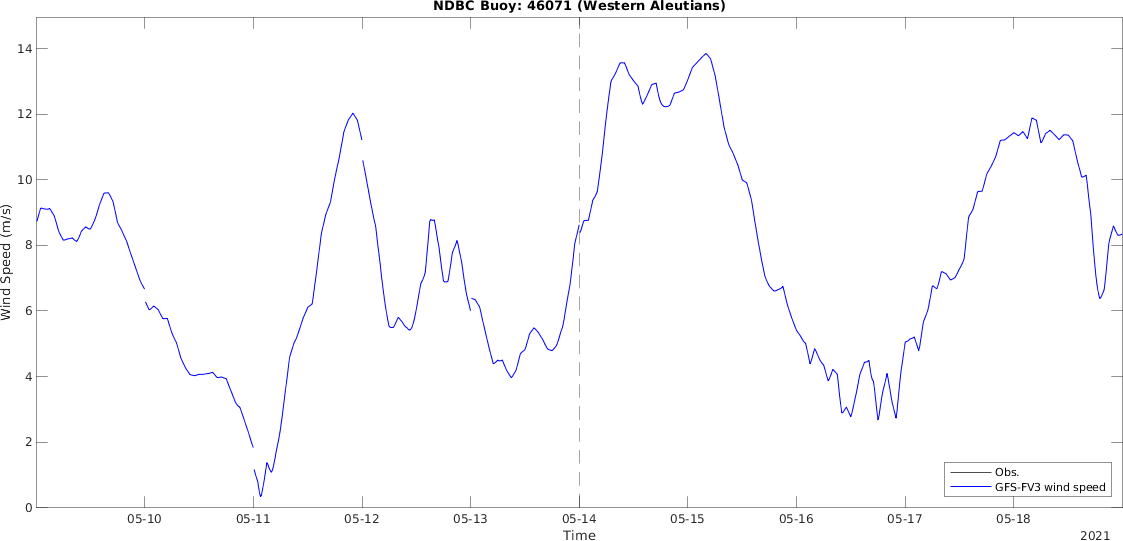 NDBC Buoy: 46071 (Western Aleutians)
14
12
10
8
6
4
2
0
Wind Speed (m/s)
Obs.
GFS-FV3 wind speed
05-10 05-11 05-12 05-13 05-14 05-15 05-16 05-17 05-18
Time
2021